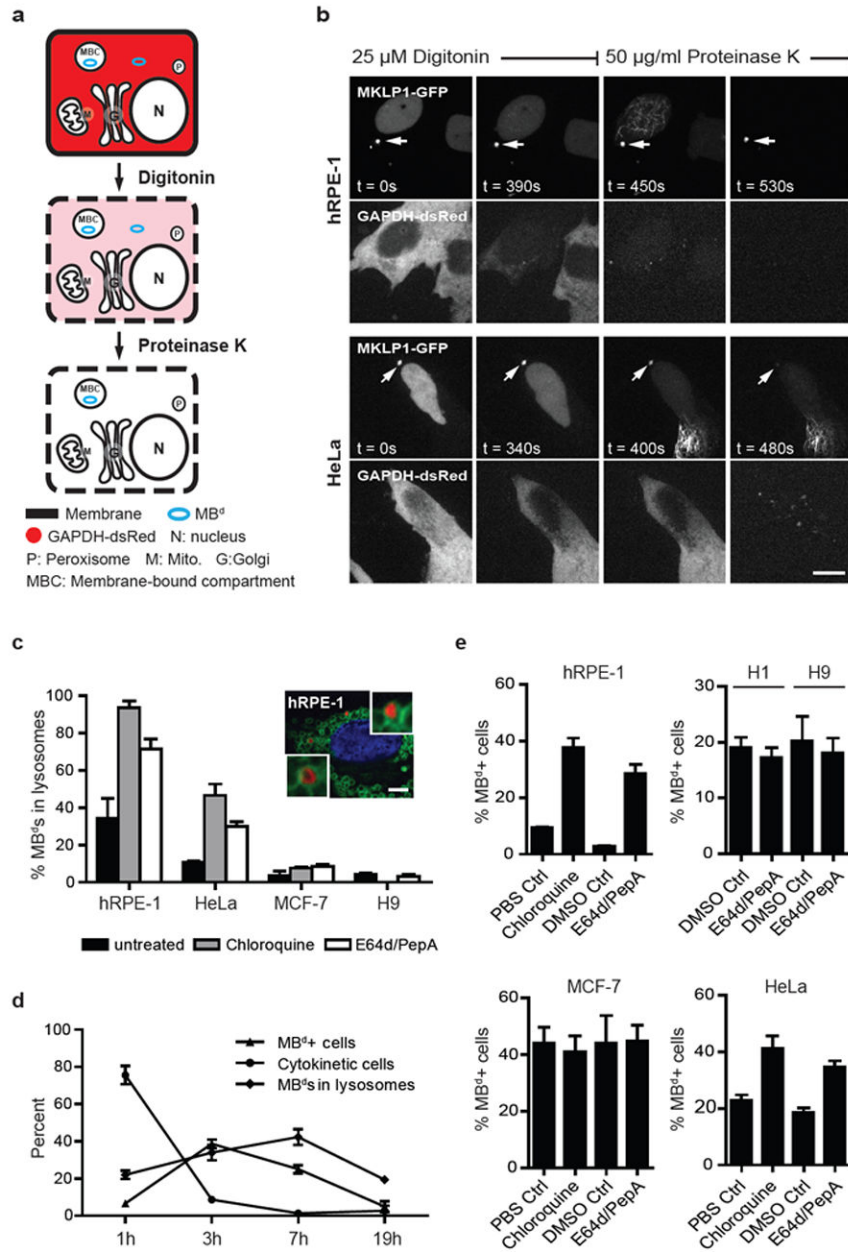 a
MBC
P
M
G
N
Digitonin
MBC
P
M
G
N
Proteinase K
MBC
P
M
G
N
Membrane MBᵈ
GAPDH-dsRed N: nucleus
P: Peroxisome M: Mito. G:Golgi
MBC: Membrane-bound compartment
b
25 µM Digitonin 50 µg/ml Proteinase K
hRPE-1
MKLP1-GFP
t = 0s t = 390s t = 450s t = 530s
GAPDH-dsRed
HeLa
MKLP1-GFP
t = 0s t = 340s t = 400s t = 480s
GAPDH-dsRed
c
% MBᵈs in lysosomes
100
80
60
40
20
0
hRPE-1
hRPE-1 HeLa MCF-7 H9
untreated Chloroquine E64d/PepA
d
Percent
100
80
60
40
20
0
MBᵈ+ cells
Cytokinetic cells
MBᵈs in lysosomes
1h 3h 7h 19h
e
hRPE-1
% MBᵈ+ cells
60
40
20
0
PBS Ctrl
Chloroquine
DMSO Ctrl
E64d/PepA
H1 H9
% MBᵈ+ cells
30
20
10
0
DMSO Ctrl
E64d/PepA
DMSO Ctrl
E64d/PepA
MCF-7
% MBᵈ+ cells
60
40
20
0
PBS Ctrl
Chloroquine
DMSO Ctrl
E64d/PepA
HeLa
% MBᵈ+ cells
60
40
20
0
PBS Ctrl
Chloroquine
DMSO Ctrl
E64d/PepA